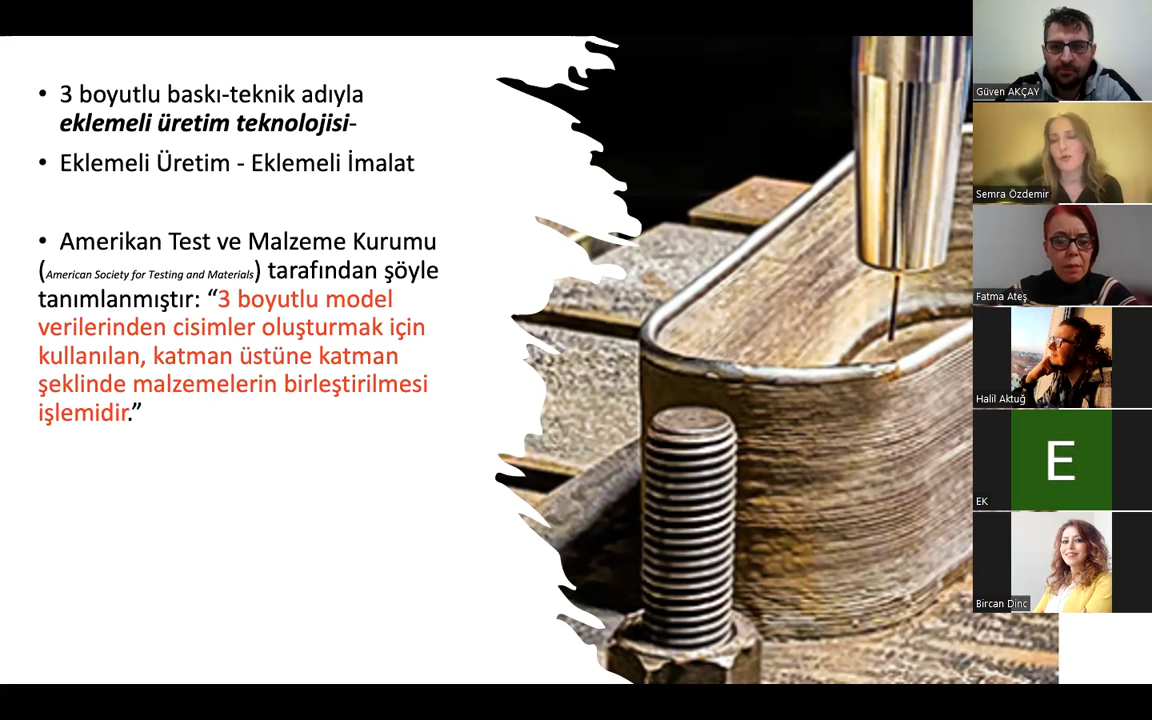 • 3 boyutlu baskı-teknik adıyla
eklemeli üretim teknolojisi-
• Eklemeli Üretim - Eklemeli İmalat
• Amerikan Test ve Malzeme Kurumu
(American Society for Testing and Materials) tarafından şöyle
tanımlanmıştır: “3 boyutlu model
verilerinden cisimler oluşturmak için
kullanılan, katman üstüne katman
şeklinde malzemelerin birleştirilmesi
işlemidir.”
Güven AKÇAY
Semra Özdemir
Fatma Ateş
Halil Aktuğ
E
EK
Bircan Dinc